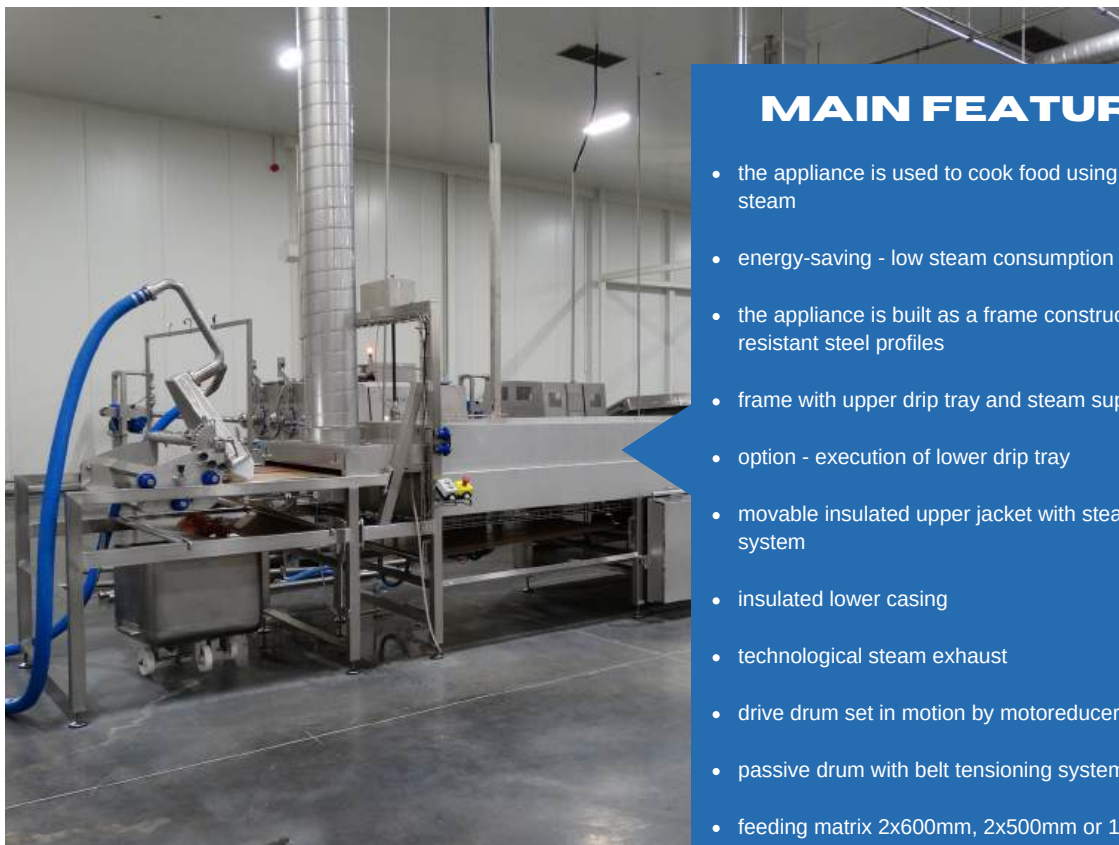 MAIN FEATUR
• the appliance is used to cook food using
steam
• energy-saving - low steam consumption
• the appliance is built as a frame construc
resistant steel profiles
• frame with upper drip tray and steam sup
• option - execution of lower drip tray
• movable insulated upper jacket with stea
system
• insulated lower casing
• technological steam exhaust
• drive drum set in motion by motoreducer
• passive drum with belt tensioning system
• feeding matrix 2x600mm, 2x500mm or 1